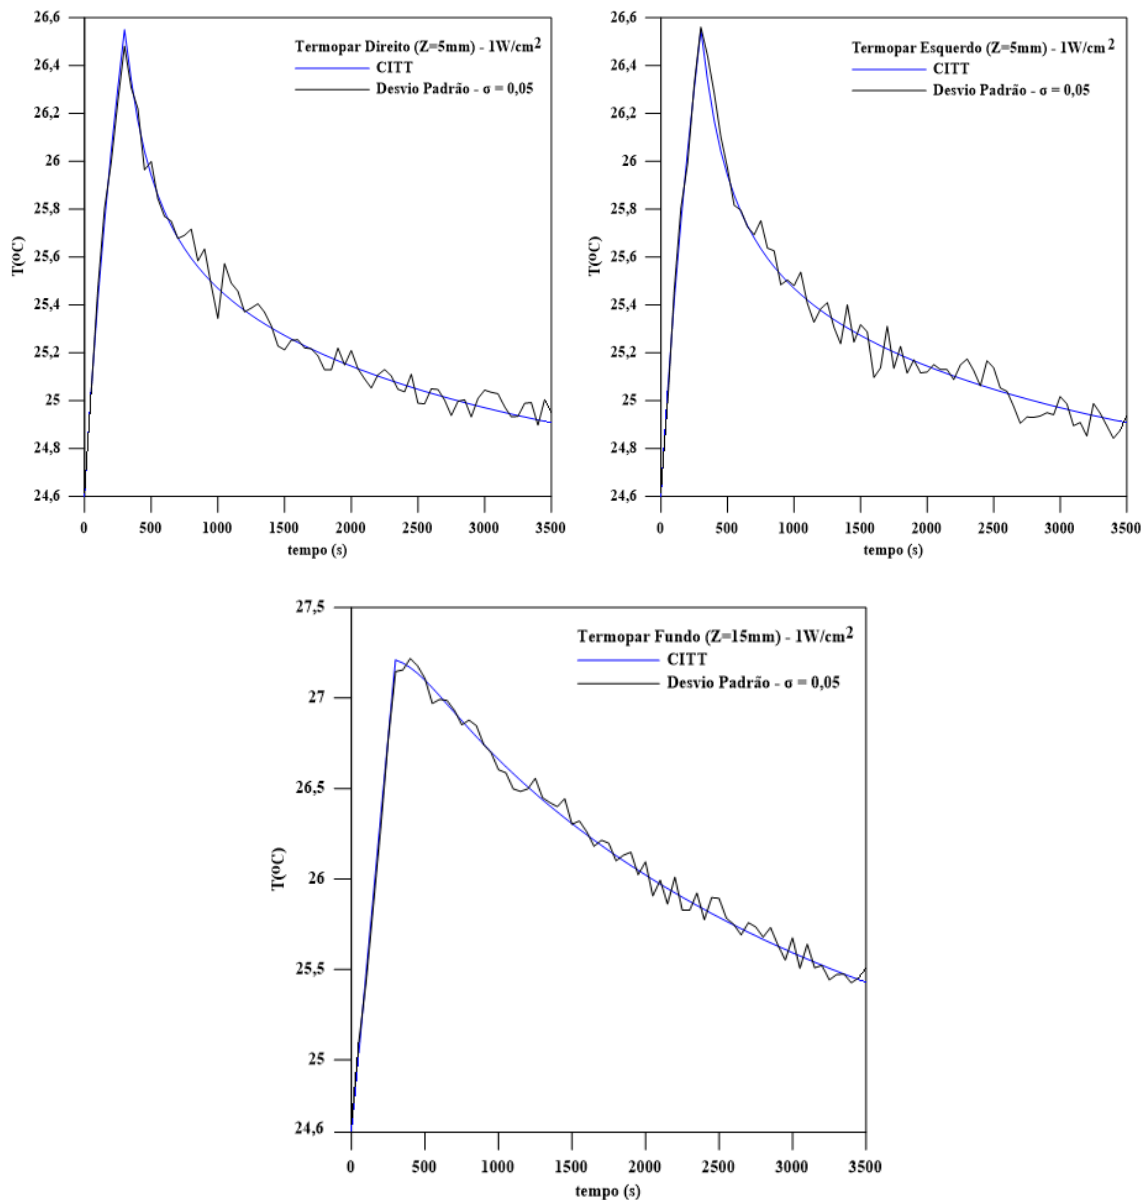 Termopar Direito (Z=5mm) - 1W/cm2
CITT
Desvio Padrão - σ = 0,05
26,6
26,4
26,2
26
25,8
25,6
25,4
25,2
25
24,8
24,6
T(ºC)
0 500 1000 1500 2000 2500 3000 3500
tempo (s)
Termopar Esquerdo (Z=5mm) - 1W/cm2
CITT
Desvio Padrão - σ = 0,05
26,6
26,4
26,2
26
25,8
25,6
25,4
25,2
25
24,8
24,6
T(ºC)
0 500 1000 1500 2000 2500 3000 3500
tempo (s)
Termopar Fundo (Z=15mm) - 1W/cm2
CITT
Desvio Padrão - σ = 0,05
27,5
27
26,5
26
25,5
25
24,6
T(ºC)
0 500 1000 1500 2000 2500 3000 3500
tempo (s)